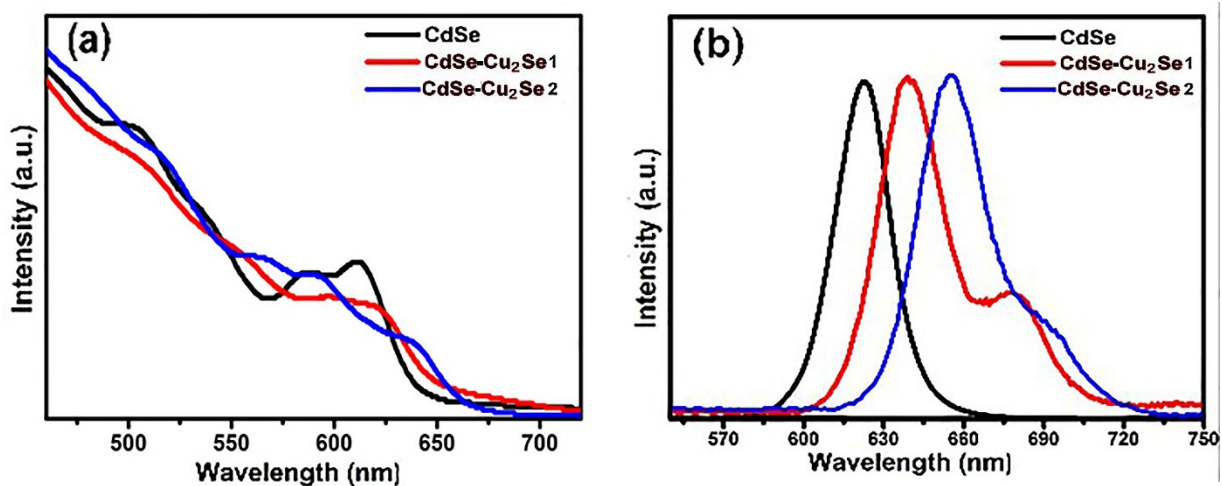 (a)
CdSe
CdSe-Cu₂Se1
CdSe-Cu₂Se 2
Intensity (a.u.)
500 550 600 650 700
Wavelength (nm)
(b)
CdSe
CdSe-Cu₂Se1
CdSe-Cu₂Se 2
Intensity (a.u.)
570 600 630 660 690 720 750
Wavelength (nm)